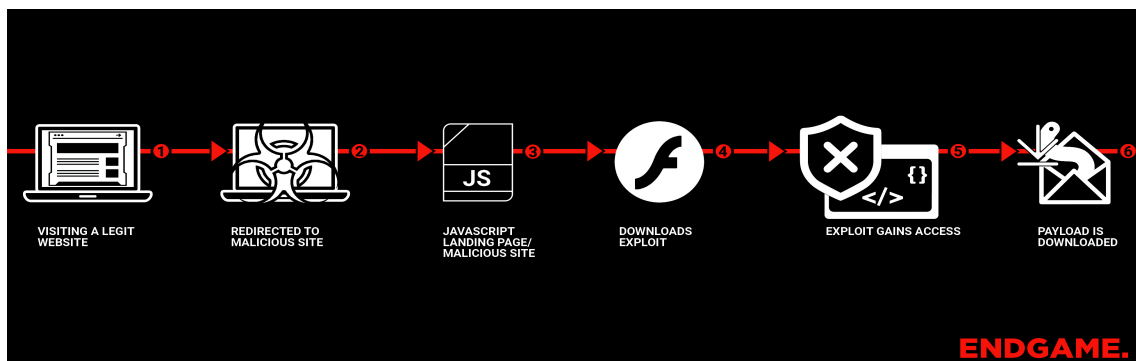 1
2
3
4
5
6
JS
</>
{}
VISITING A LEGIT
WEBSITE
REDIRECTED TO
MALICIOUS SITE
JAVASCRIPT
LANDING PAGE/
MALICIOUS SITE
DOWNLOADS
EXPLOIT
EXPLOIT GAINS ACCESS
PAYLOAD IS
DOWNLOADED
ENDGAME.